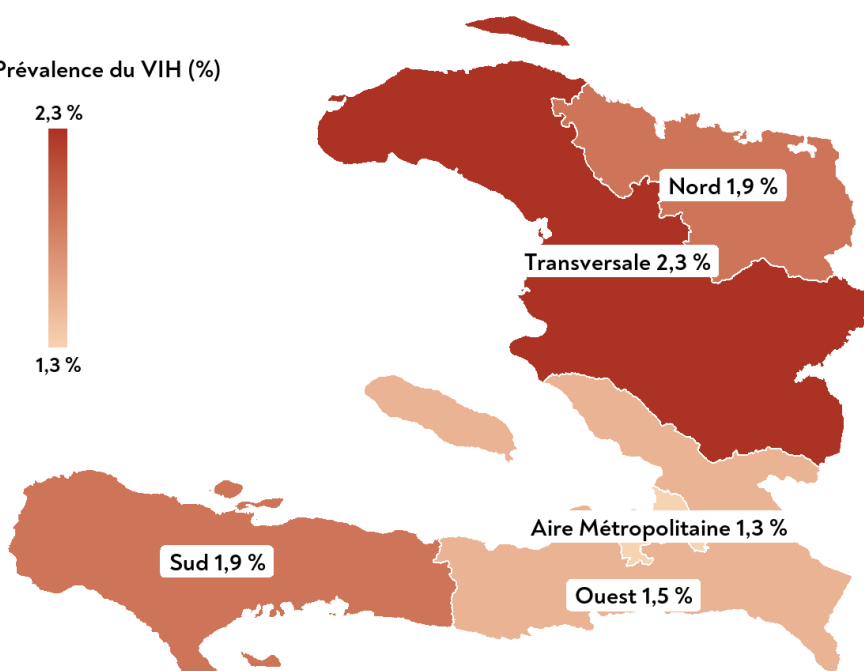 Prévalence du VIH (%)
2,3 %
1,3 %
Nord 1,9 %
Transversale 2,3 %
Aire Métropolitaine 1,3 %
Sud 1,9 %
Ouest 1,5 %